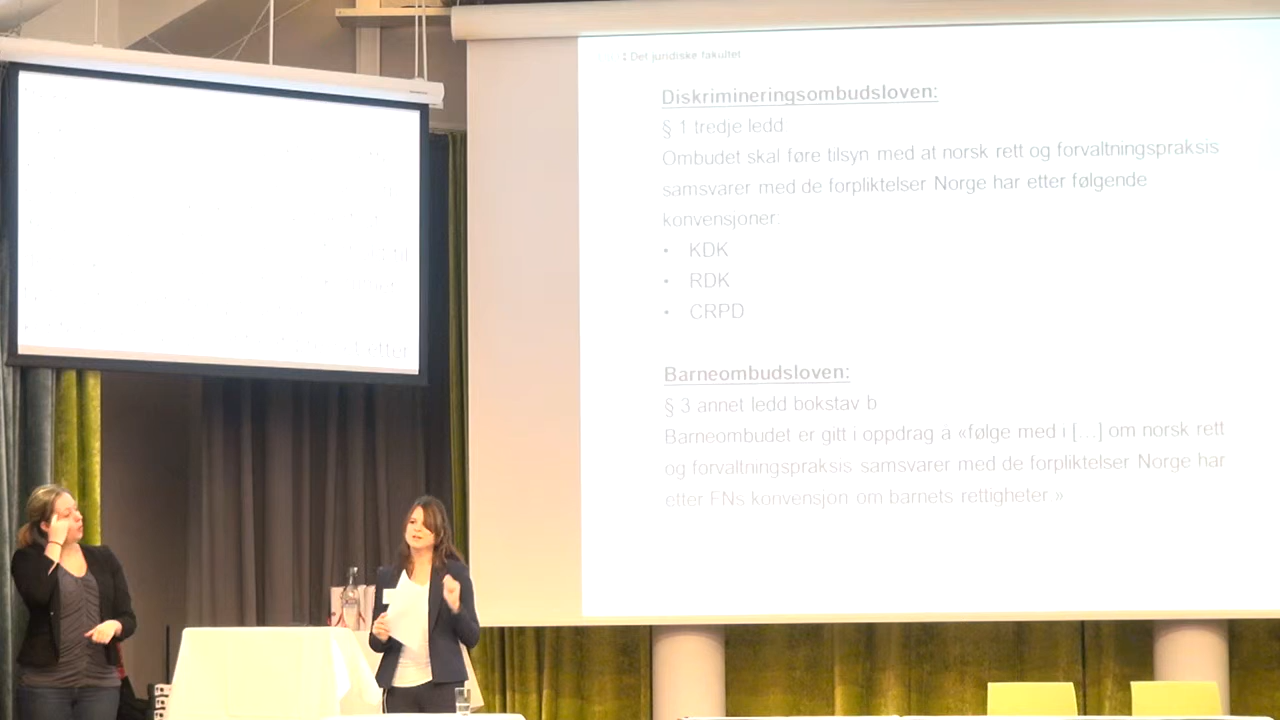 Det juridiske fakultet
Diskrimineringsombudsloven:
§ 1 tredje ledd
Ombudet skal føre tilsyn med at norsk rett og forvaltningspraksis
samsvarer med de forpliktelser Norge har etter følgende
konvensjoner:
• KDK
• RDK
• CRPD
Barneombudsloven:
§ 3 annet ledd bokstav b
Barneombudet er gitt i oppdrag a «følge med i [...] om norsk rett
og forvaltningspraksis samsvarer med de forpliktelser Norge har
etter FNs konvensjon om barnets rettigheter »